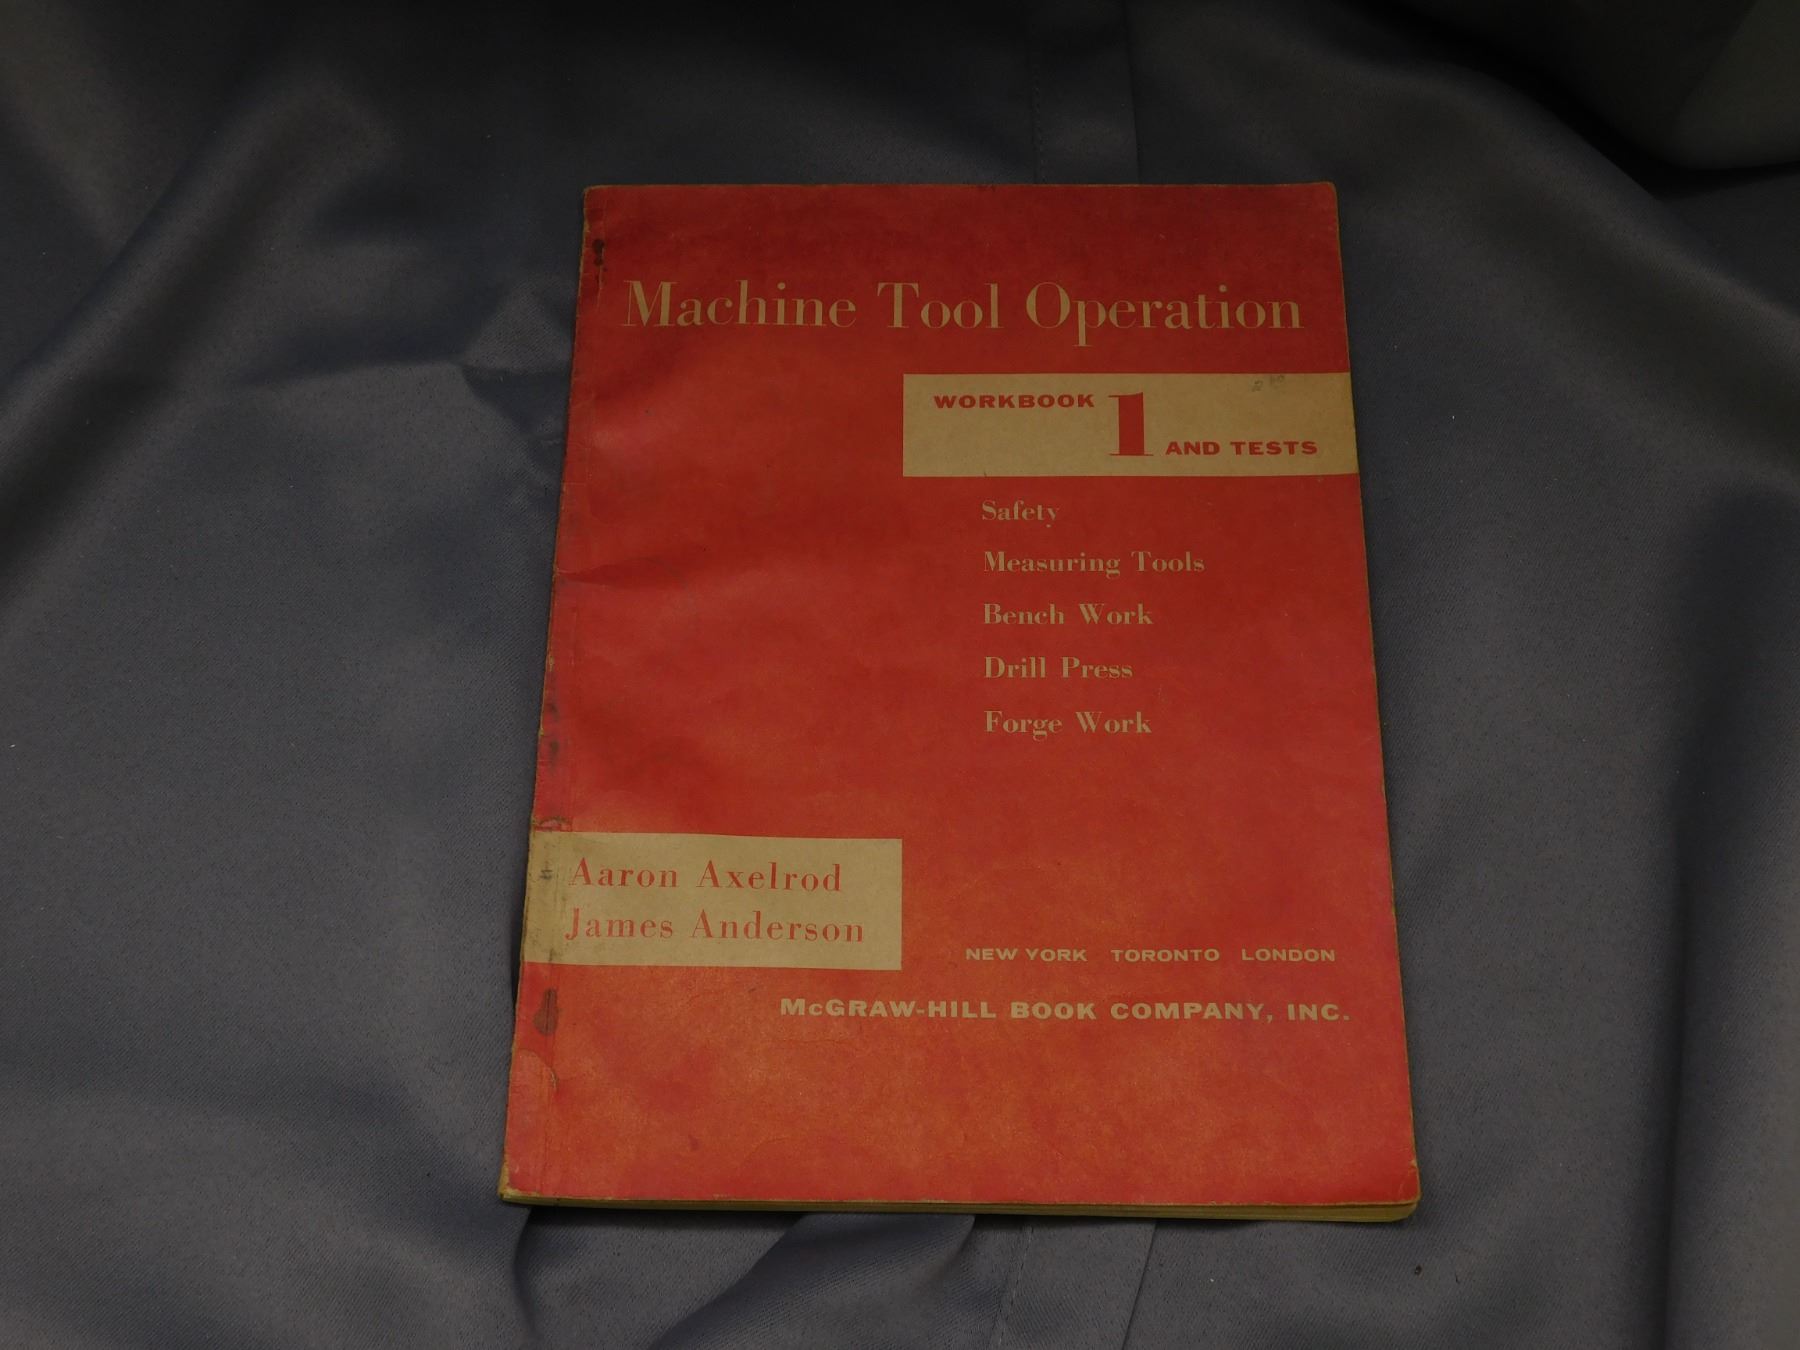 Machine Tool Operation
WORKBOOK 1 AND TESTS
Safety
Measuring Tools
Bench Work
Drill Press
Forge Work
Aaron Axelrod
James Anderson
NEW YORK TORONTO LONDON
McGRAW-HILL BOOK COMPANY, INC.